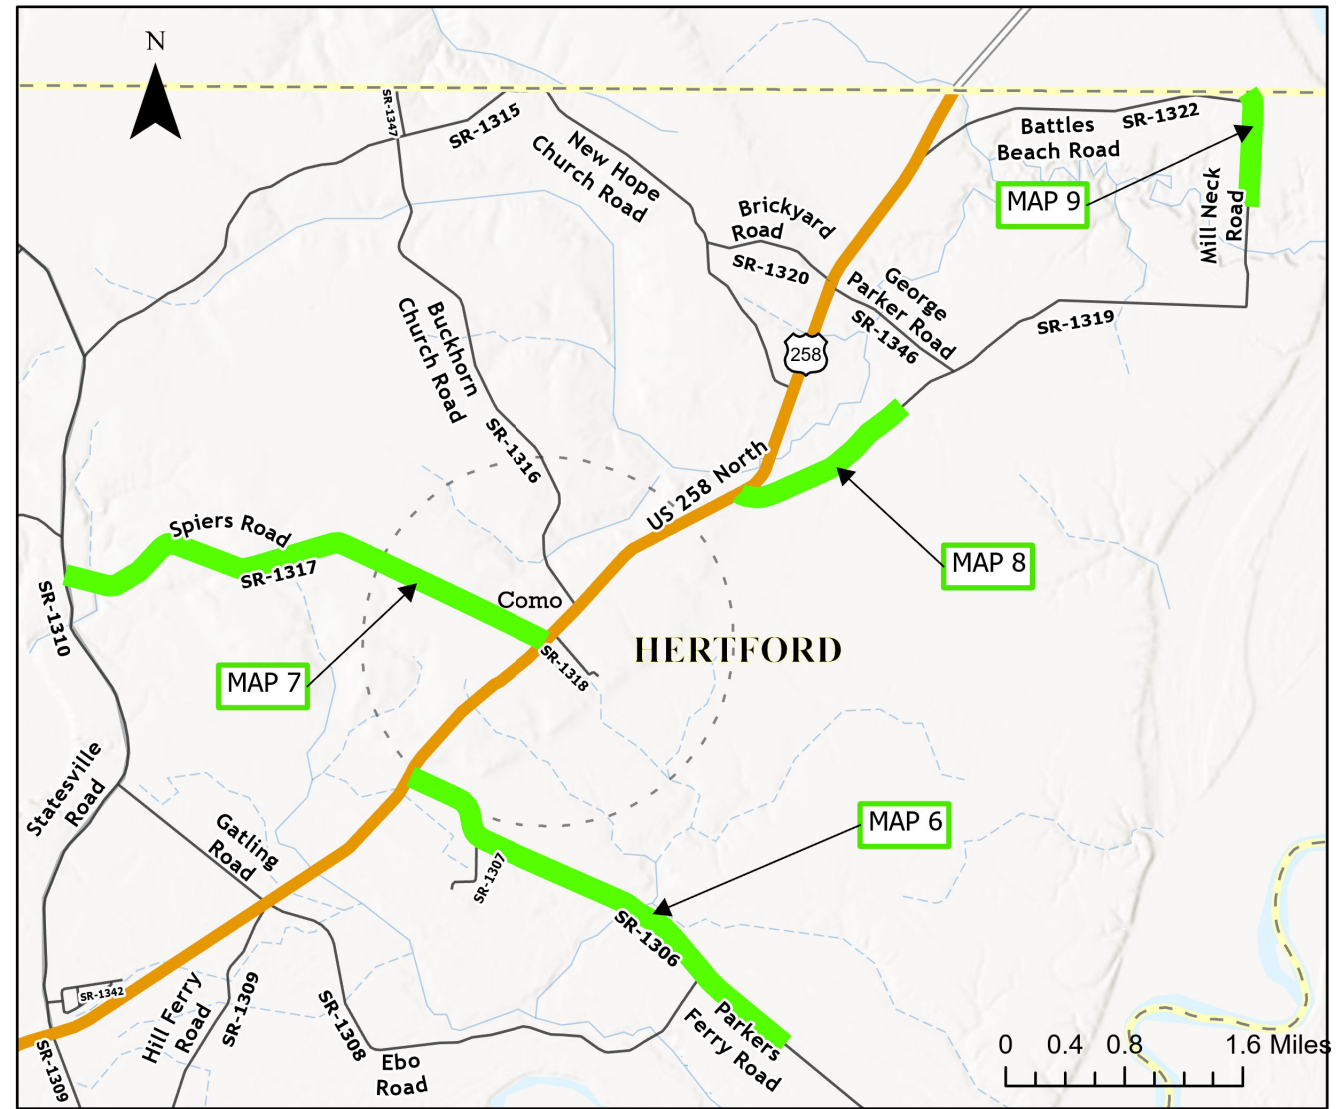 N
SR-1347
SR-1315
New Hope
Church Road
Battles
Beach Road
SR-1322
MAP 9
Mill Neck
Road
Brickyard
Road
SR-1320
George
Parker Road
SR-1346
SR-1319
258
Buckhorn
Church Road
SR-1316
US 258 North
Spiers Road
SR-1317
MAP 8
SR-1310
Como
HERTFORD
SR-1318
MAP 7
Statesville
Road
Gatling
Road
MAP 6
SR-1307
SR-1306
SR-1342
Hill Ferry
Road
SR-1309
SR-1308
Parkers
Ferry Road
Ebo
Road
SR-1309
0 0.4 0.8 1.6 Miles